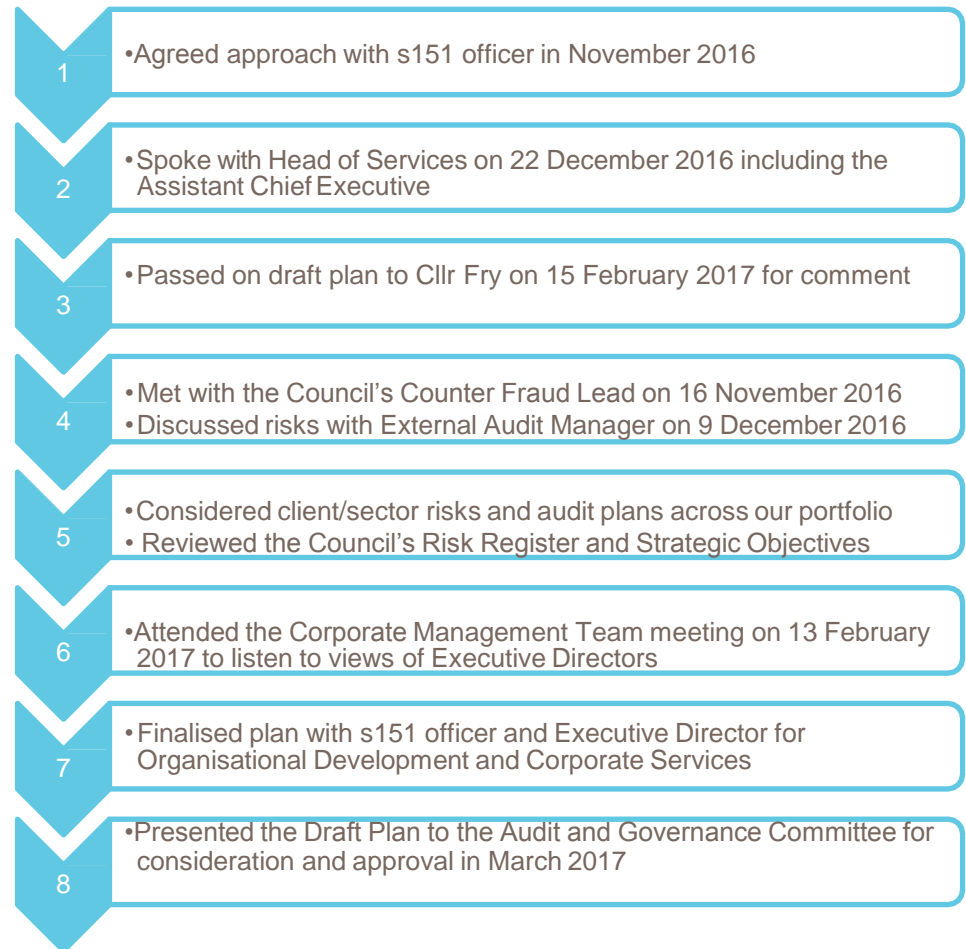 1
•Agreed approach with s151 officer in November 2016
2
•Spoke with Head of Services on 22 December 2016 including the
Assistant Chief Executive
3
•Passed on draft plan to Cllr Fry on 15 February 2017 for comment
4
•Met with the Council’s Counter Fraud Lead on 16 November 2016
•Discussed risks with External Audit Manager on 9 December 2016
5
•Considered client/sector risks and audit plans across our portfolio
• Reviewed the Council’s Risk Register and Strategic Objectives
6
•Attended the Corporate Management Team meeting on 13 February
2017 to listen to views of Executive Directors
7
•Finalised plan with s151 officer and Executive Director for
Organisational Development and Corporate Services
8
•Presented the Draft Plan to the Audit and Governance Committee for
consideration and approval in March 2017